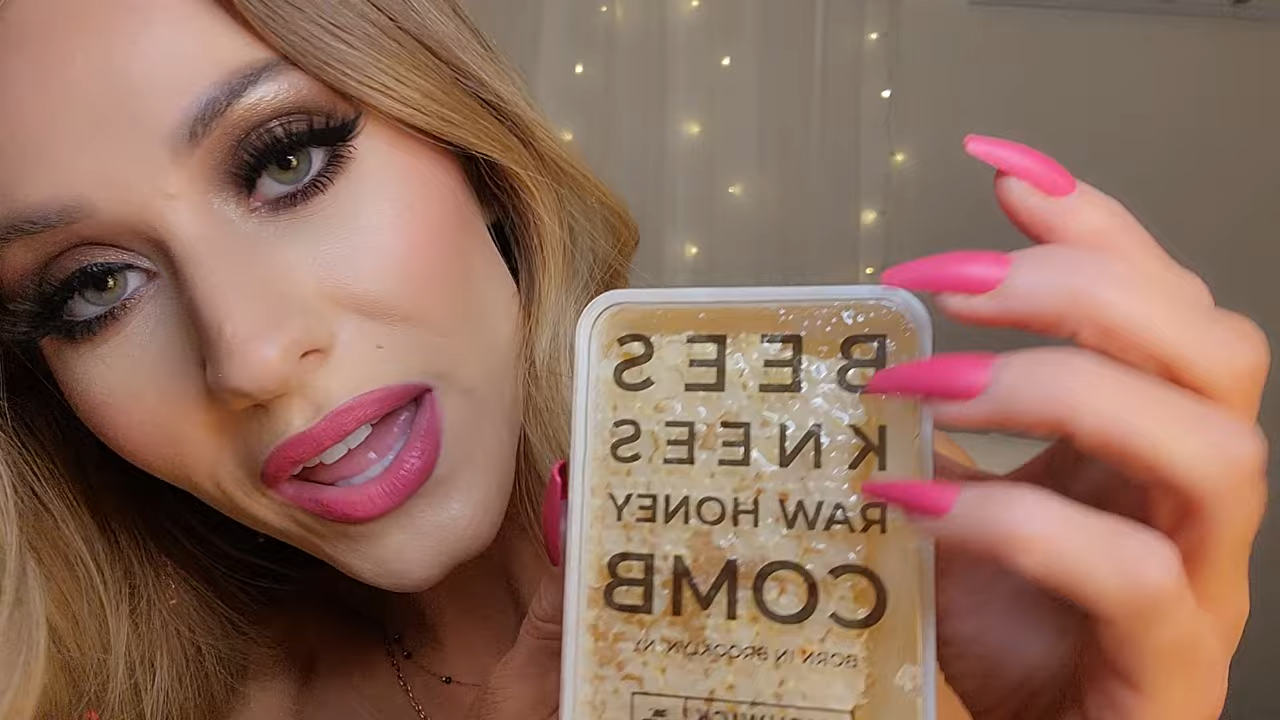 BEES
KNEES
RAW HONEY
COMB
BORN IN BROOKLYN NY